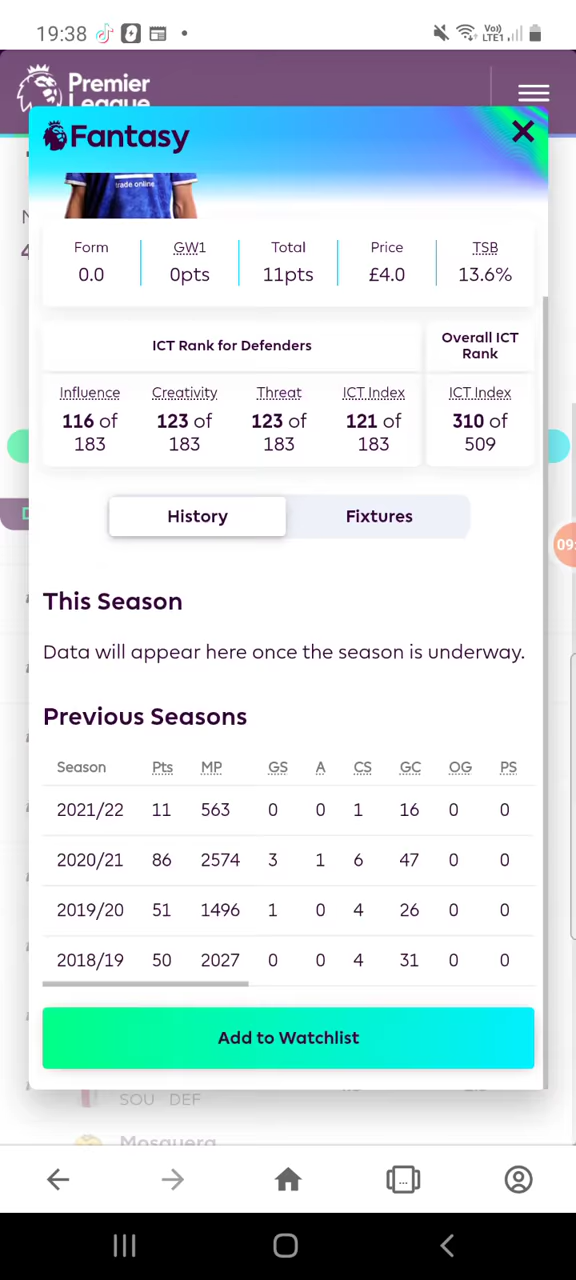 19:38
Vo)) LTE1
Premier
League
Fantasy
trade online
Form GW1 Total Price TSB
0.0 0pts 11pts £4.0 13.6%
ICT Rank for Defenders
Overall ICT
Rank
Influence Creativity Threat ICT Index ICT Index
116 of 123 of 123 of 121 of 310 of
183 183 183 183 509
History Fixtures
09:
This Season
Data will appear here once the season is underway.
Previous Seasons
Season Pts MP GS A CS GC OG PS
2021/22 11 563 0 0 1 16 0 0
2020/21 86 2574 3 1 6 47 0 0
2019/20 51 1496 1 0 4 26 0 0
2018/19 50 2027 0 0 4 31 0 0
Add to Watchlist
SOU DEF
Mosquera